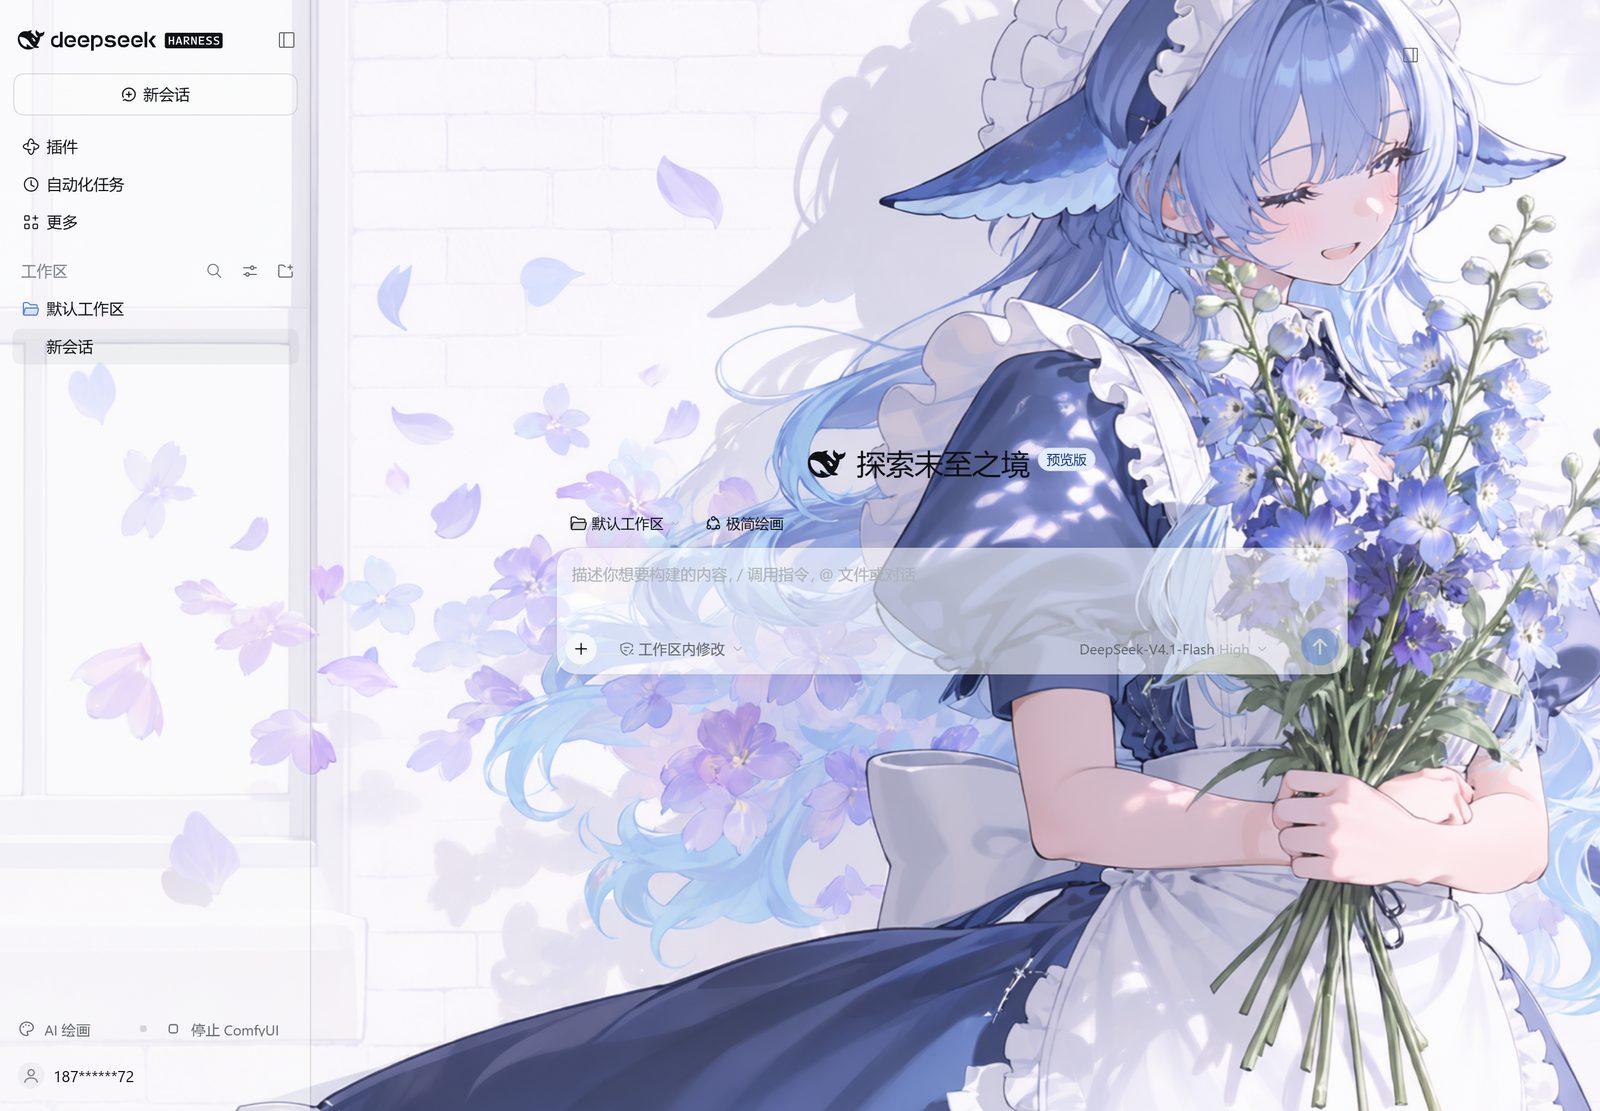 deepseek HARNESS
新会话
插件
自动化任务
更多
工作区
默认工作区
新会话
探索未至之境 预览版
默认工作区 极简绘画
描述你想要构建的内容, / 调用指令, @ 文件或对话
工作区内修改 DeepSeek-V4.1-Flash High
AI 绘画 停止 ComfyUI
187******72